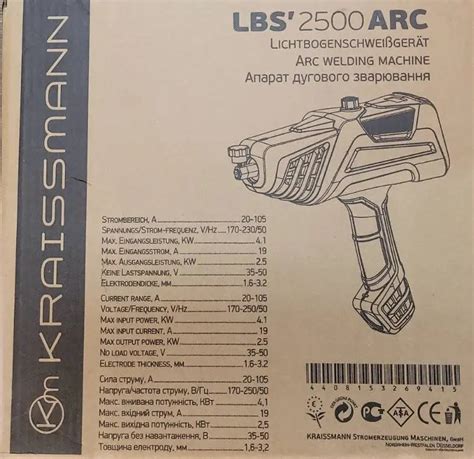 KRAISSMANN
LBS' 2500 ARC
LICHTBOGENSCHWEIßGERÄT
ARC WELDING MACHINE
Апарат дугового зварювання
STROMBEREICH, A 20-105
SPANNUNGS/STROM-FREQUENZ, V/Hz 170-230/50
MAX. EINGANGSLEISTUNG, KW 4.1
MAX. EINGANGSSTROM, A 19
MAX. AUSGANGSLEISTUNG, KW 2.5
KEINE LASTSPANNUNG, V 35-50
ELEKTRODENDICKE, MM 1.6-3.2
CURRENT RANGE, A 20-105
VOLTAGE/FREQUENCY, V/Hz 170-250/50
MAX INPUT POWER, KW 4.1
MAX INPUT CURRENT, A 19
MAX OUTPUT POWER, KW 2.5
NO LOAD VOLTAGE, V 35-50
ELECTRODE THICKNESS, MM 1.6-3.2
Сила струму, А 20-105
Напруга/частота струму, В/Гц 170-250/50
Макс. вживана потужність, КВт 4,1
Макс. вхідний струм, А 19
Макс. вихідна потужність, КВт 2,5
Напруга без навантаження, В 35-50
Товщина електроду, мм 1,6-3,2
4408153269415
CE
KRAISSMANN STROMERZEUGUNG MASCHINEN, GmbH
NORDRHEIN-WESTFALEN DÜSSELDORF